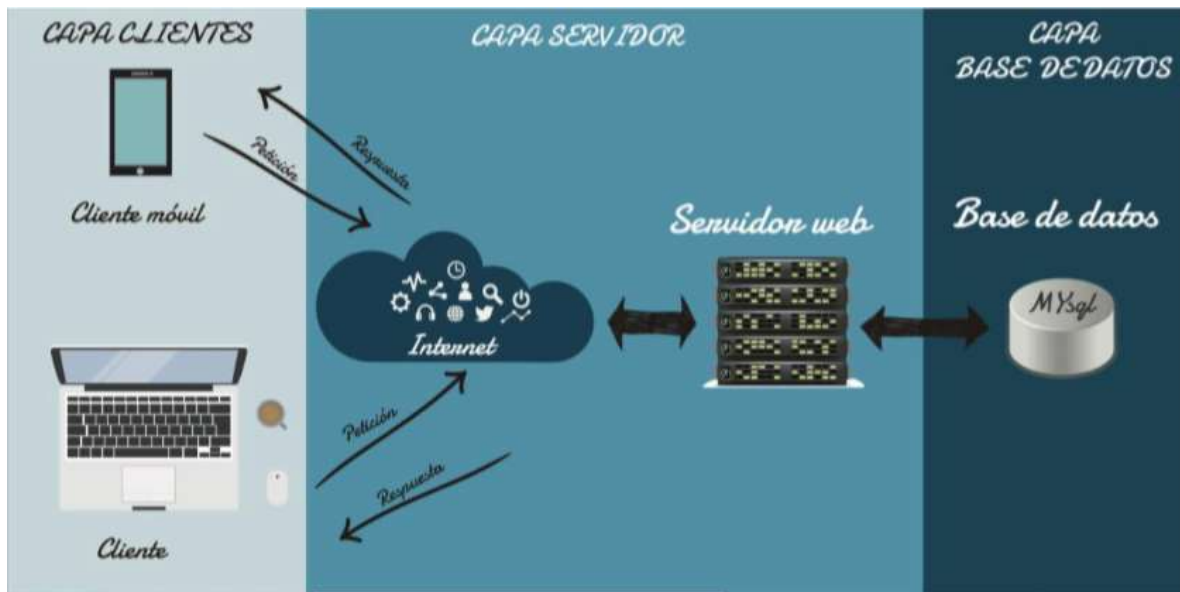 CAPA CLIENTES
CAPA SERVIDOR
CAPA
BASE DE DATOS
Petición
Respuesta
Cliente móvil
Servidor web
Base de datos
MYsql
Internet
Petición
Respuesta
Cliente